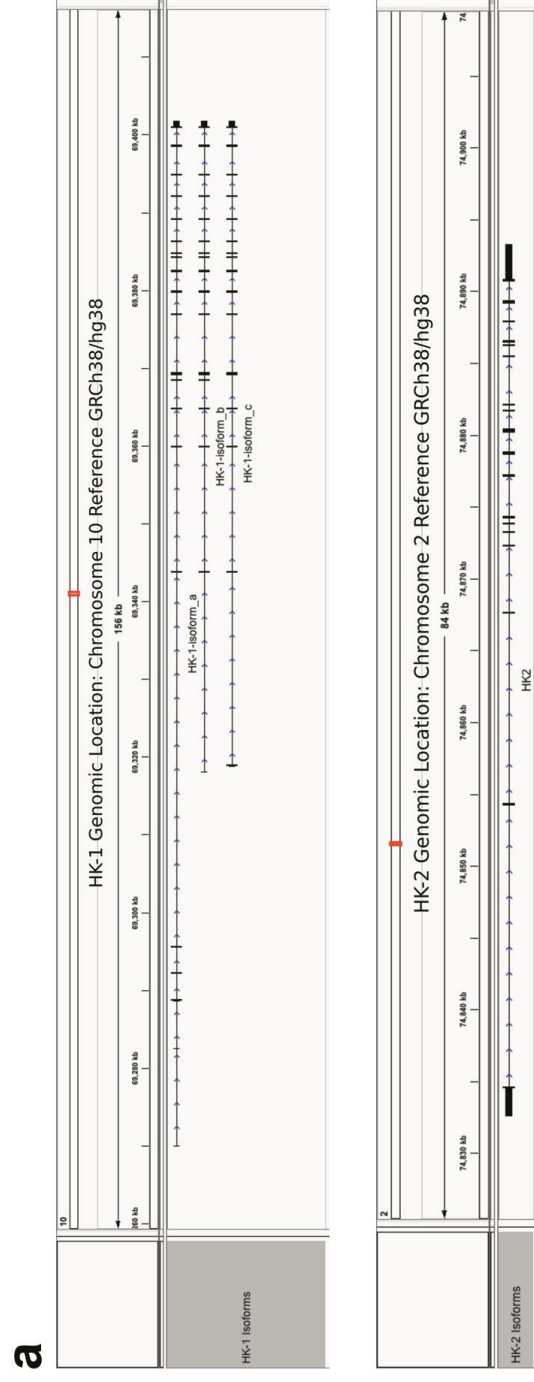 a
10
HK-1 Genomic Location: Chromosome 10 Reference GRCh38/hg38
156 kb
260 kb
69,280 kb
69,300 kb
69,320 kb
69,340 kb
69,360 kb
69,380 kb
69,400 kb
HK-1 Isoforms
HK-1-isoform_a
HK-1-isoform_b
HK-1-isoform_c
2
HK-2 Genomic Location: Chromosome 2 Reference GRCh38/hg38
84 kb
74,830 kb
74,840 kb
74,850 kb
74,860 kb
74,870 kb
74,880 kb
74,890 kb
74,900 kb
74,
HK-2 Isoforms
HK2